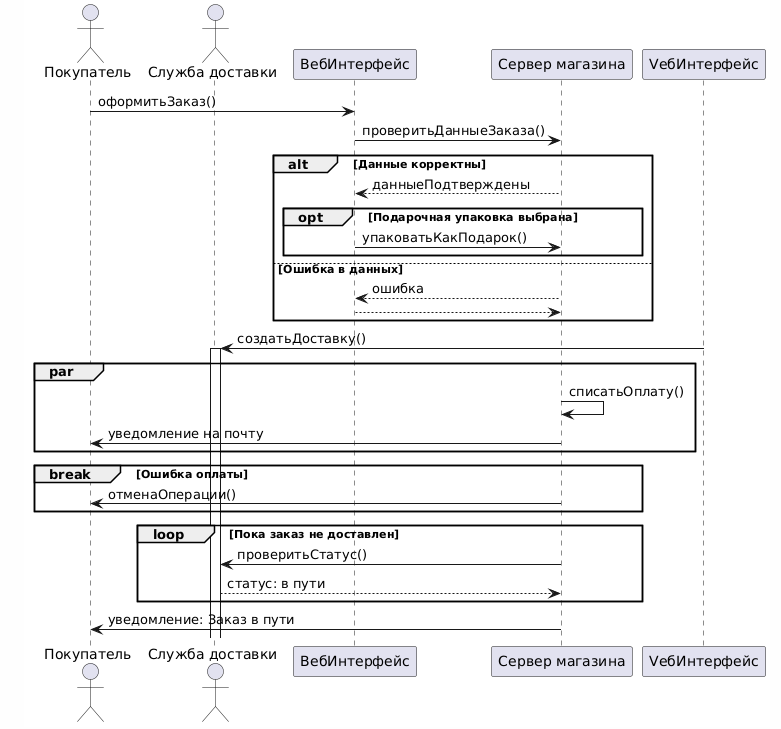 Покупатель
Служба доставки
ВебИнтерфейс
Сервер магазина
VебИнтерфейс
оформитьЗаказ()
проверитьДанныеЗаказа()
alt
[Данные корректны]
данныеПодтверждены
opt
[Подарочная упаковка выбрана]
упаковатьКакПодарок()
[Ошибка в данных]
ошибка
создатьДоставку()
par
списатьОплату()
уведомление на почту
break
[Ошибка оплаты]
отменаОперации()
loop
[Пока заказ не доставлен]
проверитьСтатус()
статус: в пути
уведомление: Заказ в пути
Покупатель
Служба доставки
ВебИнтерфейс
Сервер магазина
VебИнтерфейс